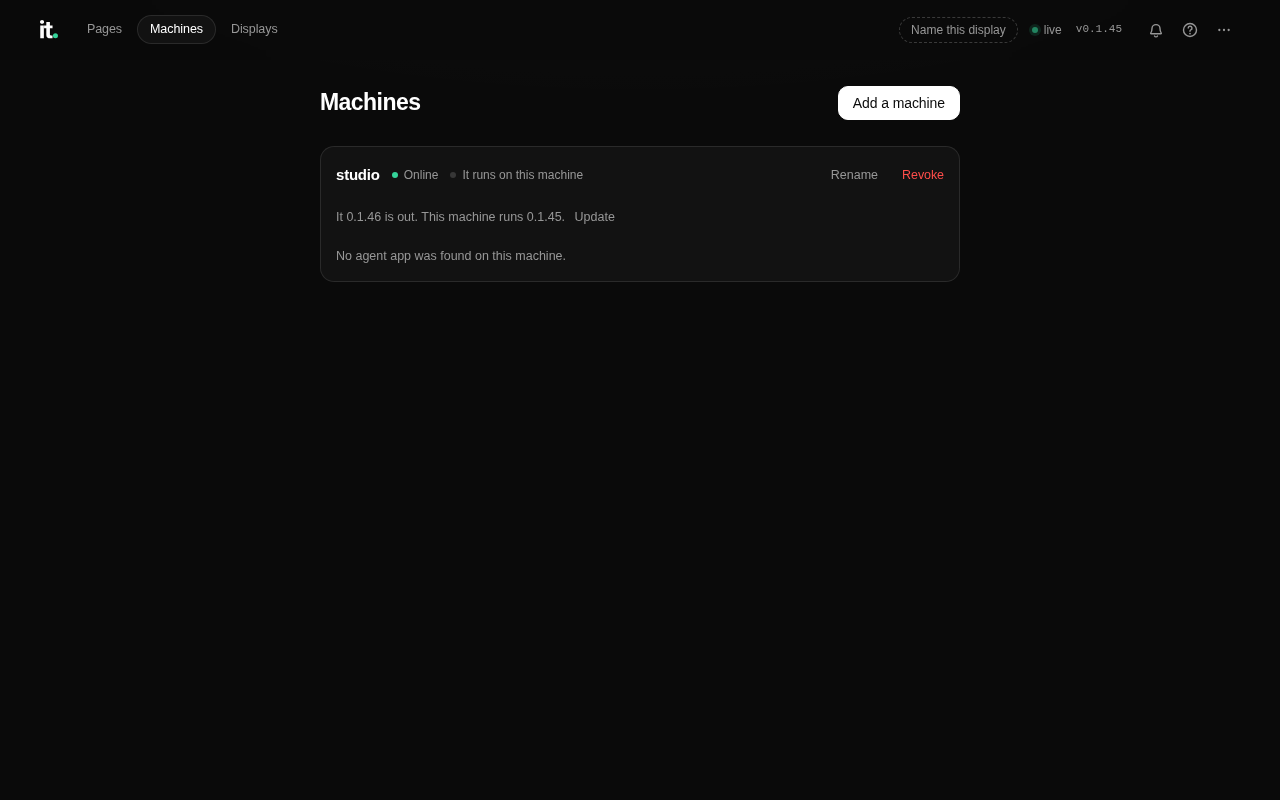 it.
Pages
Machines
Displays
Name this display
live
v0.1.45
Machines
Add a machine
studio
Online
It runs on this machine
Rename
Revoke
It 0.1.46 is out. This machine runs 0.1.45. Update
No agent app was found on this machine.